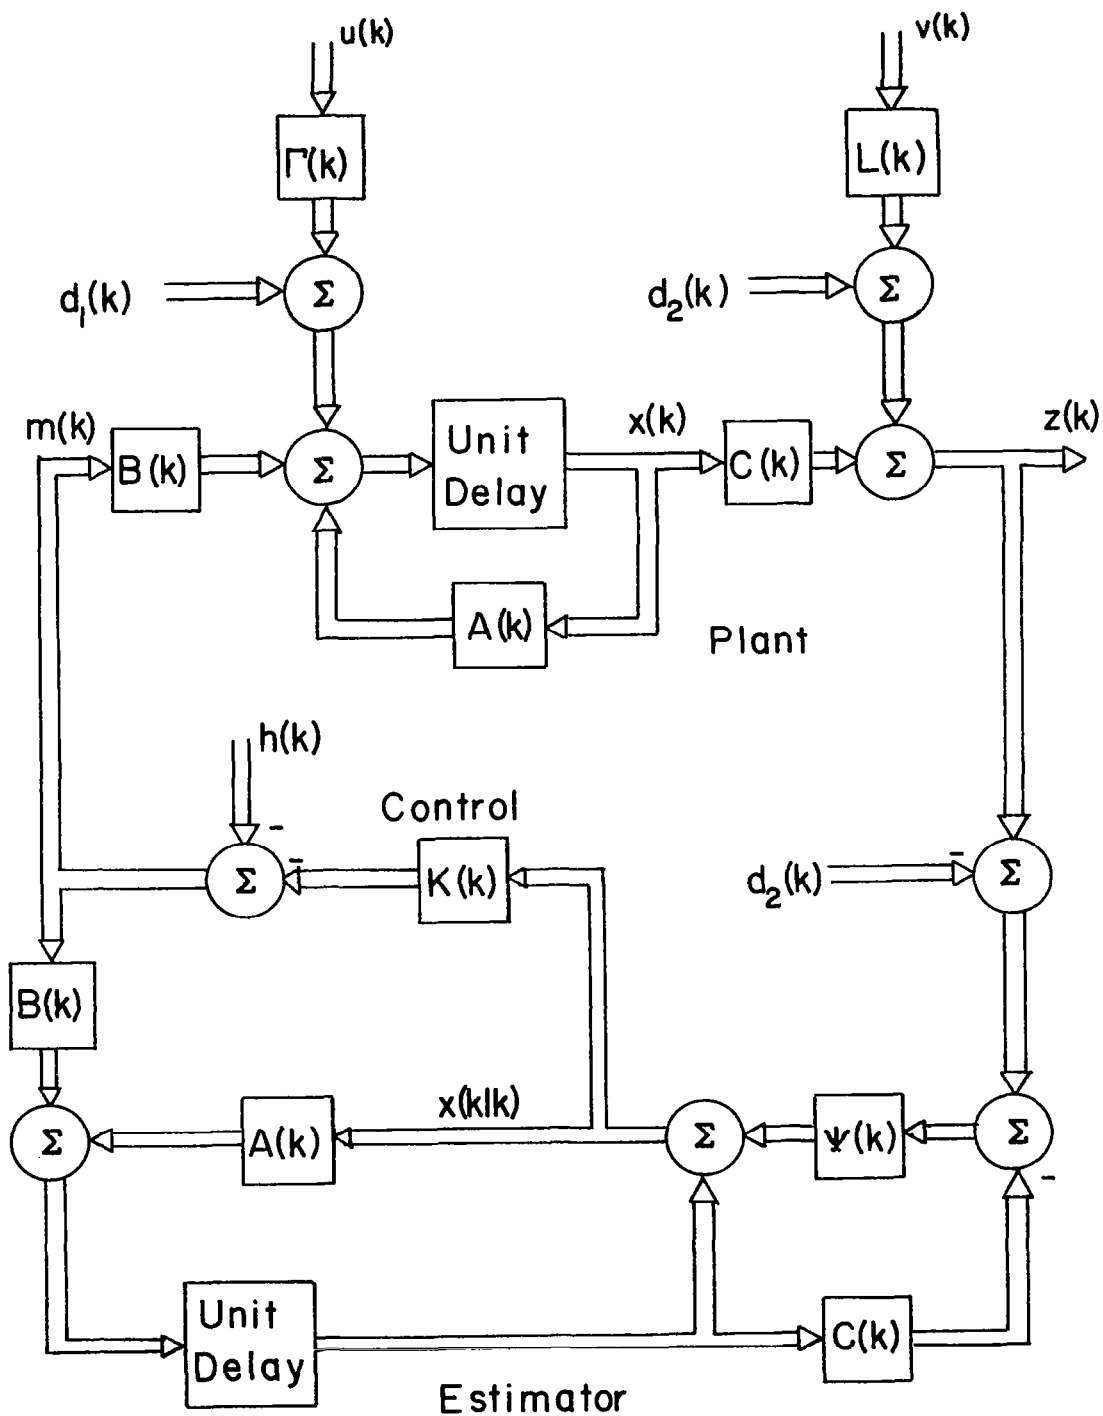 u(k)
v(k)
Γ(k)
L(k)
d₁(k)
Σ
d₂(k)
Σ
m(k)
B(k)
Σ
Unit
Delay
x(k)
C(k)
Σ
z(k)
A(k)
Plant
h(k)
-
Control
Σ
-
K(k)
d₂(k)
-
Σ
B(k)
Σ
A(k)
x(k|k)
Σ
Ψ(k)
Σ
-
Unit
Delay
C(k)
Estimator